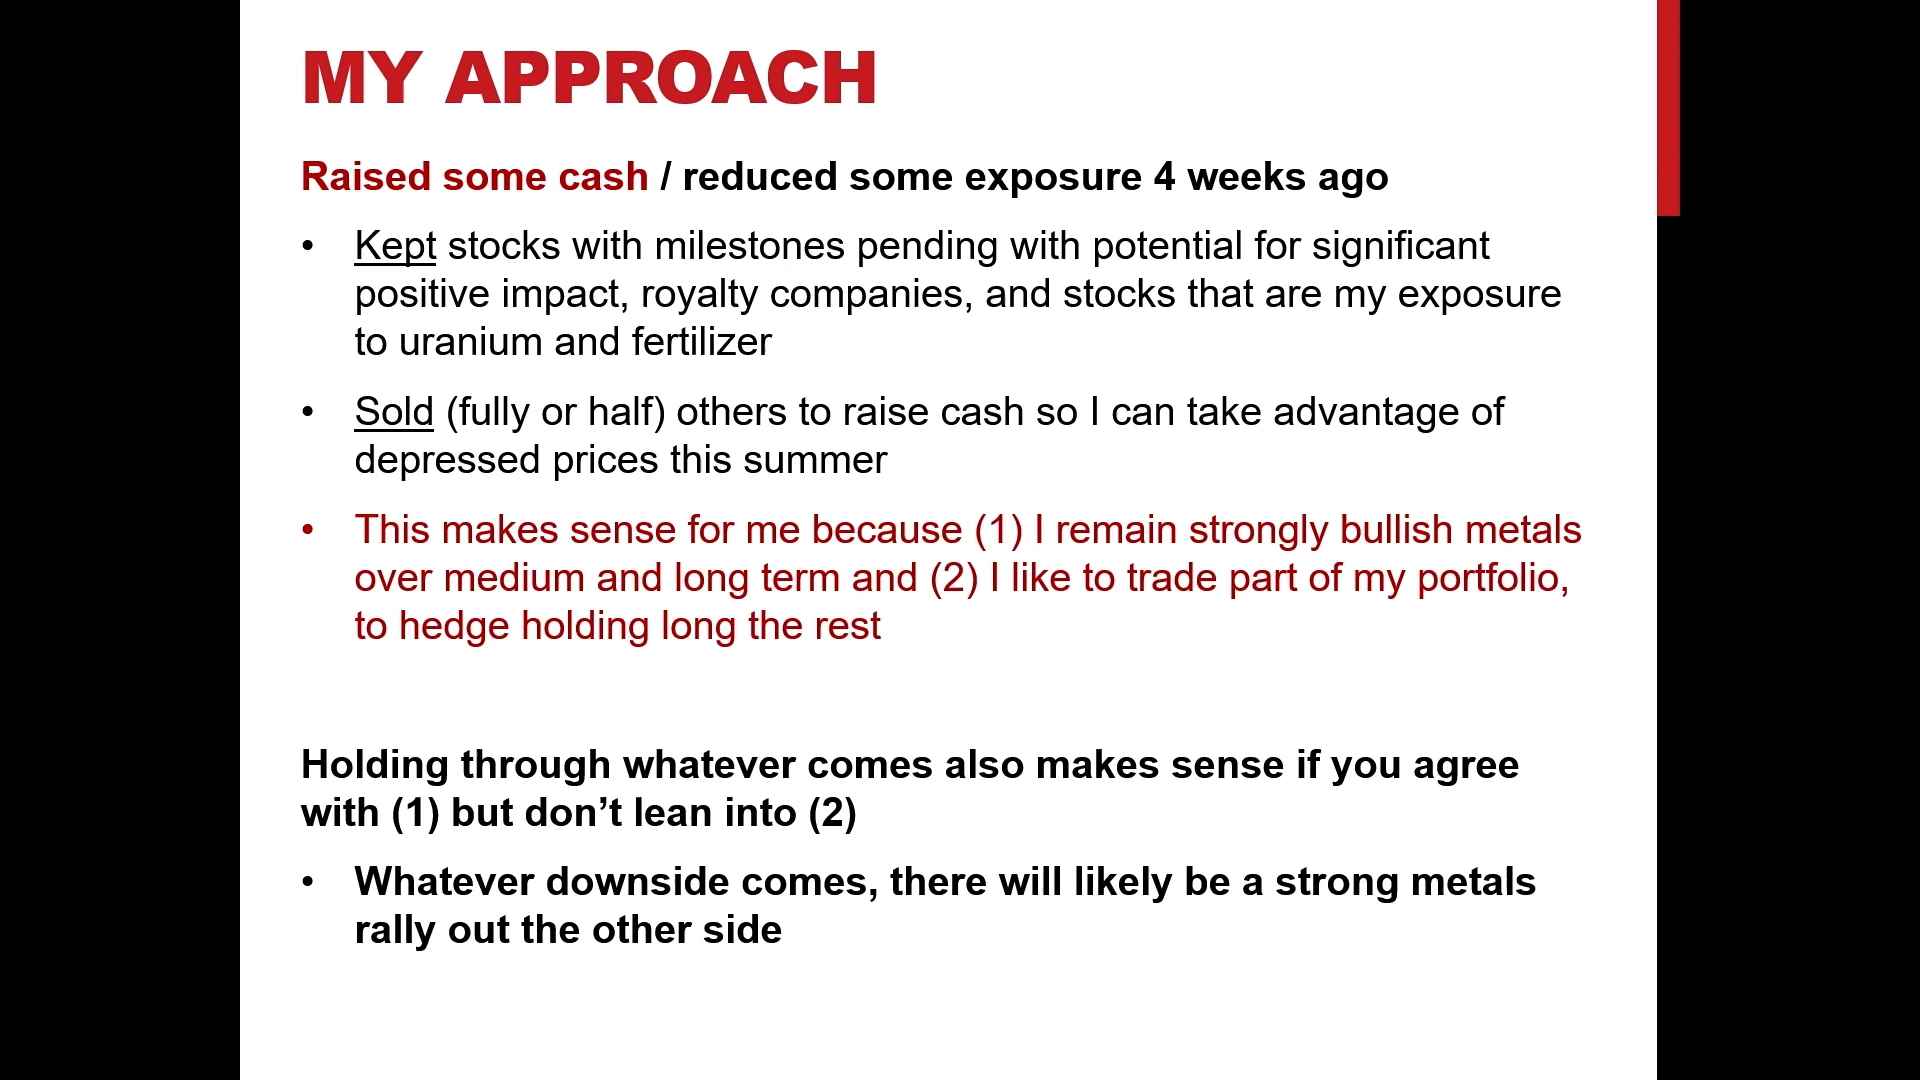 MY APPROACH
Raised some cash / reduced some exposure 4 weeks ago
• Kept stocks with milestones pending with potential for significant
positive impact, royalty companies, and stocks that are my exposure
to uranium and fertilizer
• Sold (fully or half) others to raise cash so I can take advantage of
depressed prices this summer
• This makes sense for me because (1) I remain strongly bullish metals
over medium and long term and (2) I like to trade part of my portfolio,
to hedge holding long the rest
Holding through whatever comes also makes sense if you agree
with (1) but don’t lean into (2)
• Whatever downside comes, there will likely be a strong metals
rally out the other side